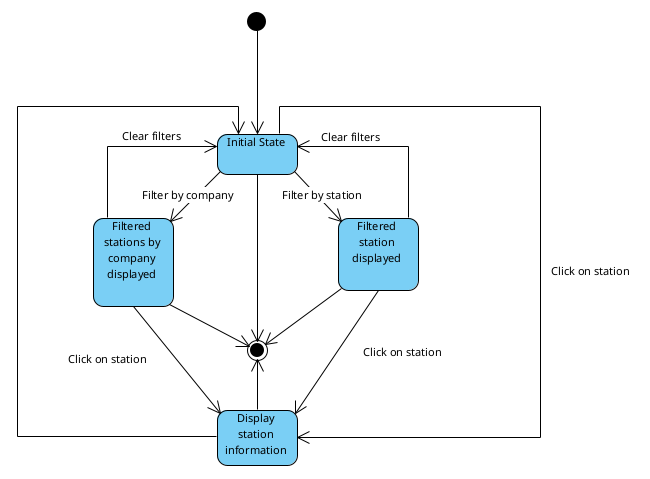 Clear filters
Clear filters
Initial State
Filter by company
Filter by station
Filtered
stations by
company
displayed
Filtered
station
displayed
Click on station
Click on station
Click on station
Display
station
information